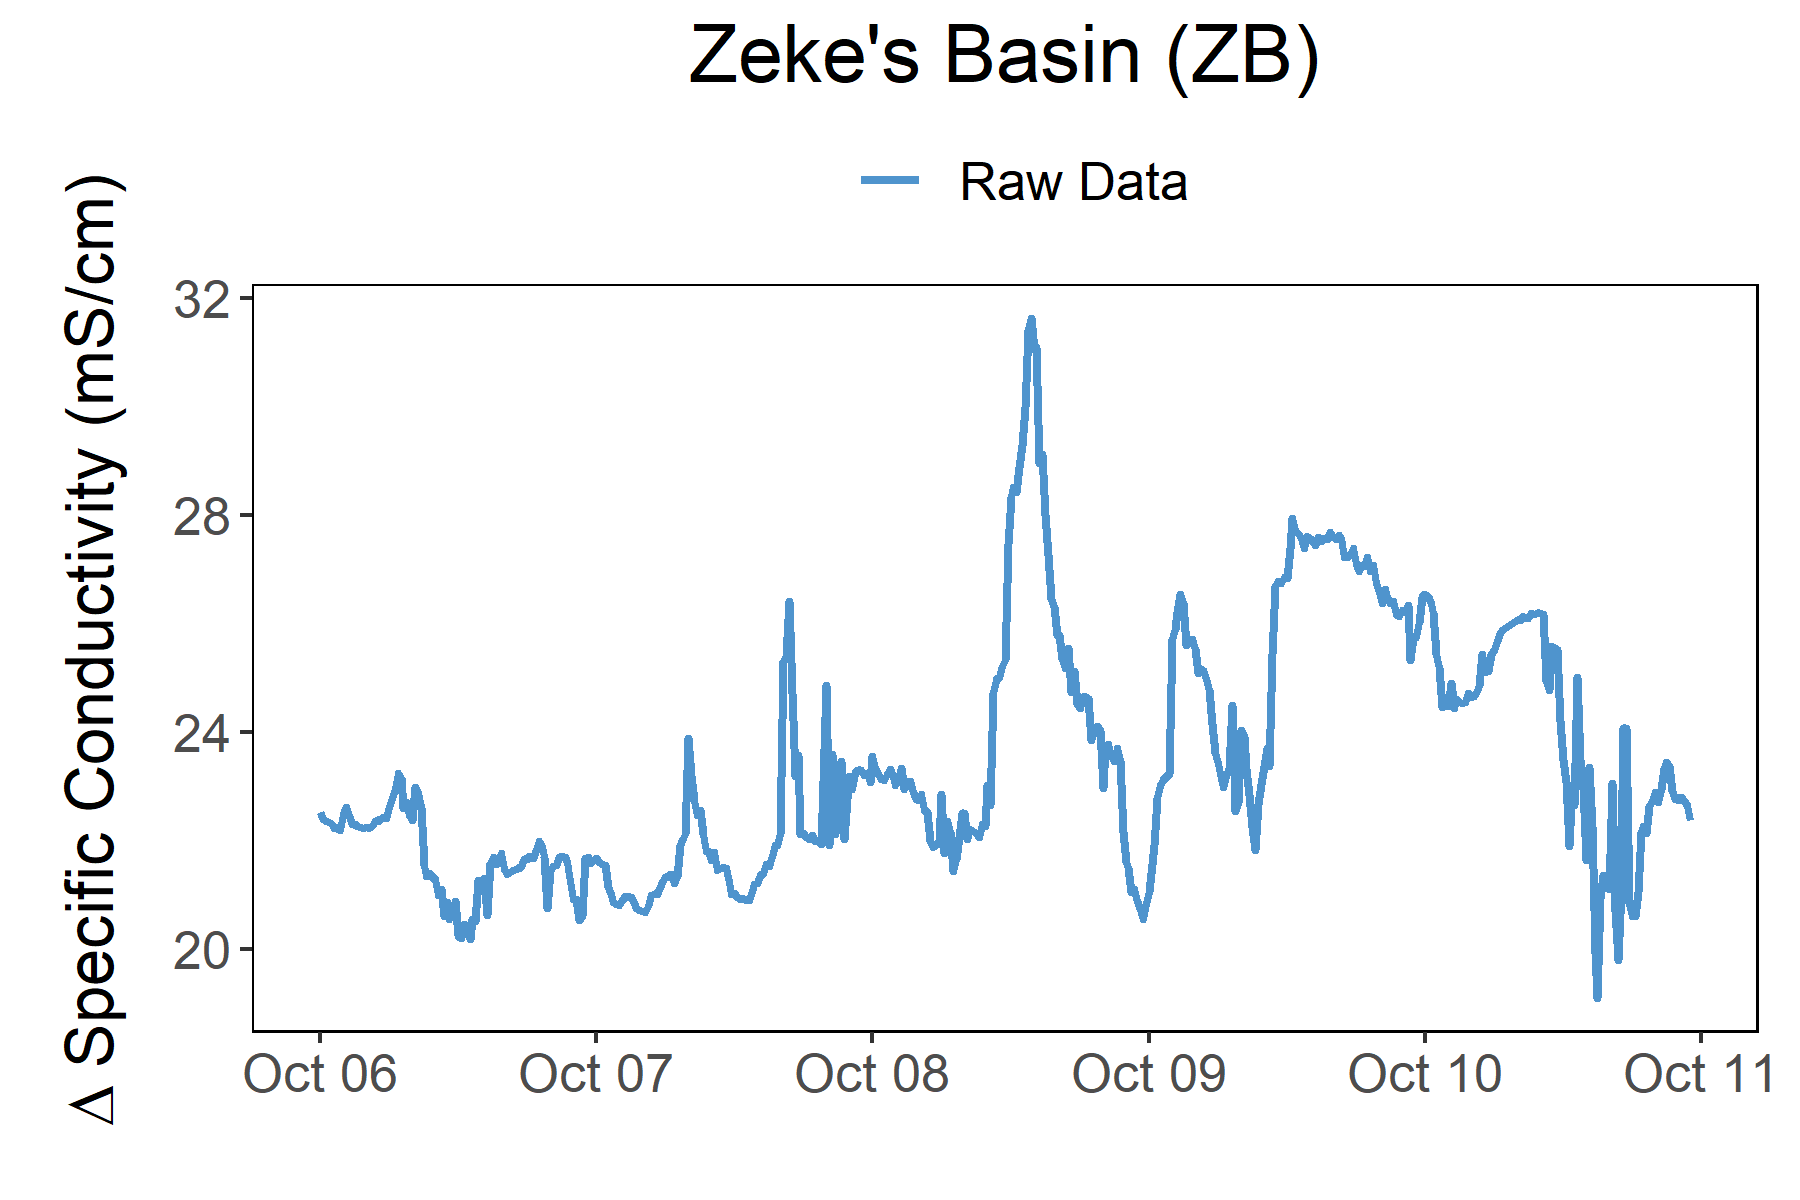 Zeke's Basin (ZB)
Raw Data
Δ Specific Conductivity (mS/cm)
32
28
24
20
Oct 06 Oct 07 Oct 08 Oct 09 Oct 10 Oct 11